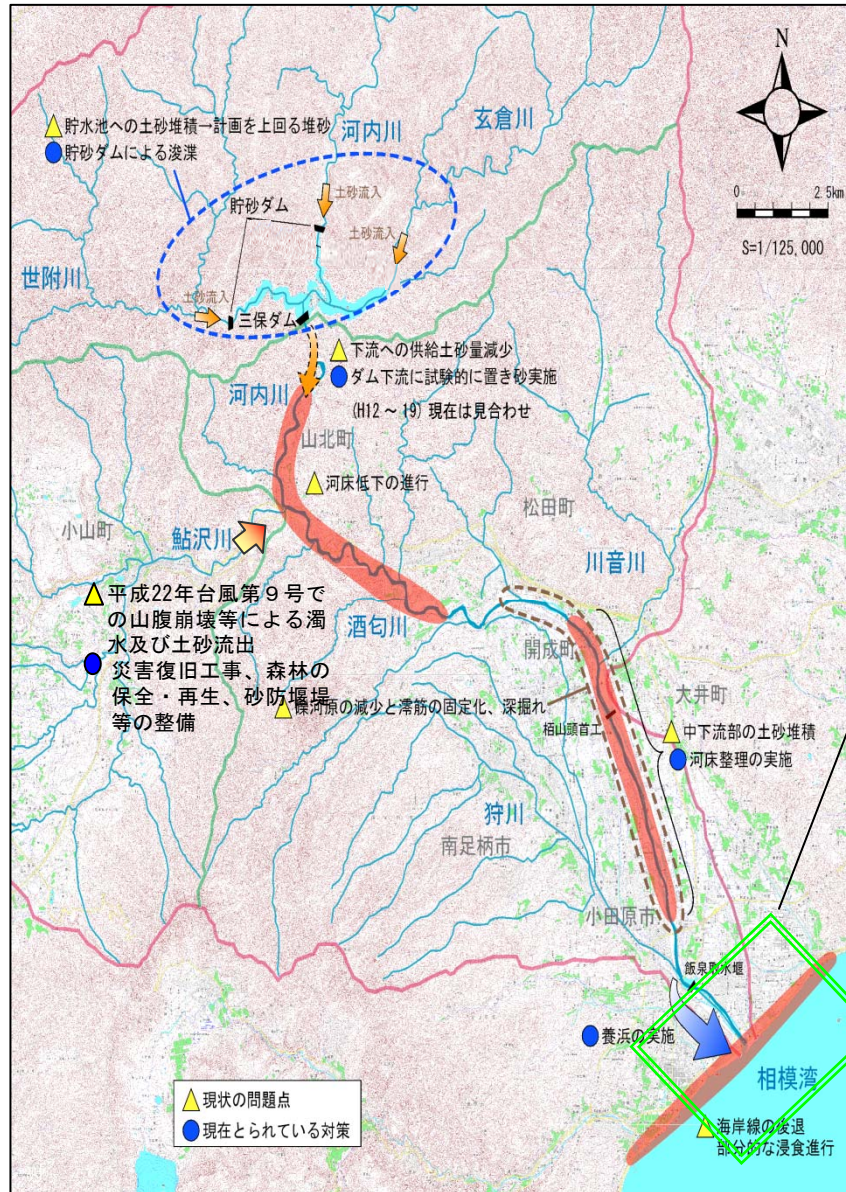 N
0 2.5km
S=1/125,000
貯水池への土砂堆積→計画を上回る堆砂
貯砂ダムによる浚渫
河内川
玄倉川
土砂流入
貯砂ダム
土砂流入
世附川
土砂流入
三保ダム
下流への供給土砂量減少
ダム下流に試験的に置き砂実施
(H12~19) 現在は見合わせ
河内川
山北町
河床低下の進行
松田町
小山町
鮎沢川
川音川
平成22年台風第9号で
の山腹崩壊等による濁
水及び土砂流出
災害復旧工事、森林の
保全・再生、砂防堰堤
等の整備
酒匂川
開成町
大井町
礫河原の減少と澪筋の固定化、深掘れ
栢山頭首工
中下流部の土砂堆積
河床整理の実施
狩川
南足柄市
小田原市
飯泉取水堰
養浜の実施
相模湾
海岸線の後退
部分的な浸食進行
現状の問題点
現在とられている対策